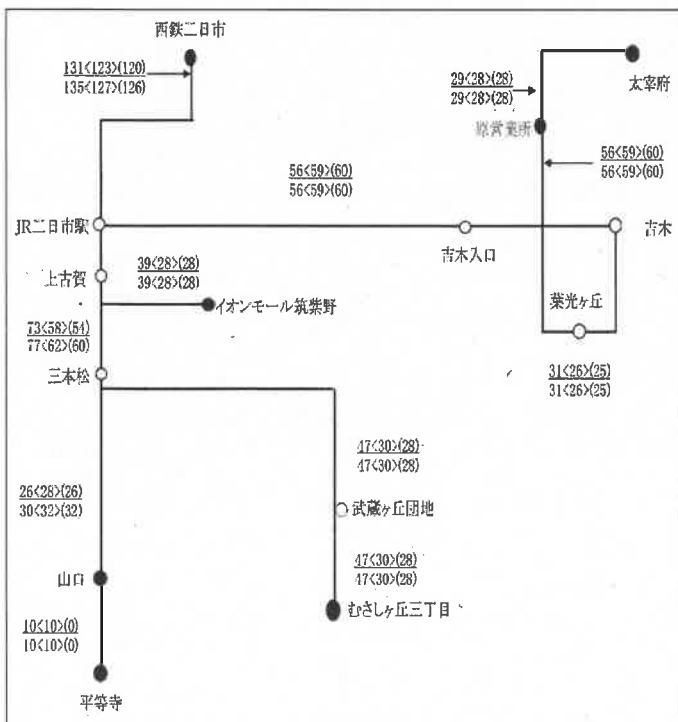 西鉄二日市
131<123>(120)
135<127>(126)
太宰府
29<28>(28)
29<28>(28)
原営業所
56<59>(60)
56<59>(60)
56<59>(60)
56<59>(60)
JR二日市駅
吉木入口
吉木
上古賀
39<28>(28)
39<28>(28)
イオンモール筑紫野
葉光ヶ丘
73<58>(54)
77<62>(60)
三本松
31<26>(25)
31<26>(25)
47<30>(28)
47<30>(28)
26<28>(26)
30<32>(32)
武蔵ヶ丘団地
山口
47<30>(28)
47<30>(28)
むさしヶ丘三丁目
10<10>(0)
10<10>(0)
平等寺